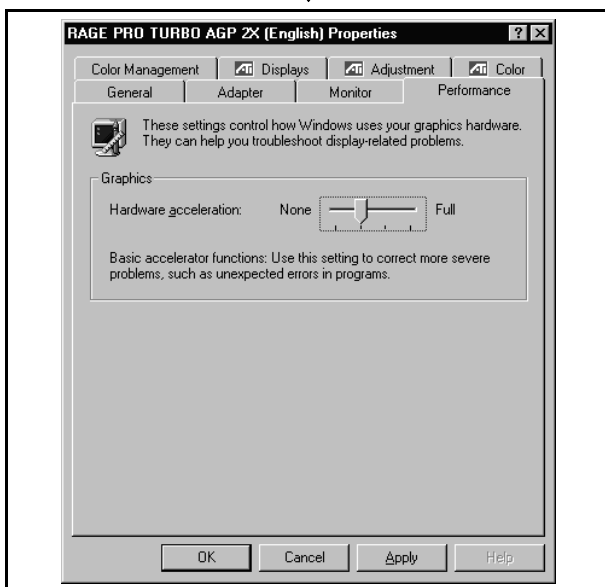 RAGE PRO TURBO AGP 2X (English) Properties
Color Management ATI Displays ATI Adjustment ATI Color
General Adapter Monitor Performance
These settings control how Windows uses your graphics hardware.
They can help you troubleshoot display-related problems.
Graphics
Hardware acceleration: None Full
Basic accelerator functions: Use this setting to correct more severe
problems, such as unexpected errors in programs.
OK Cancel Apply Help